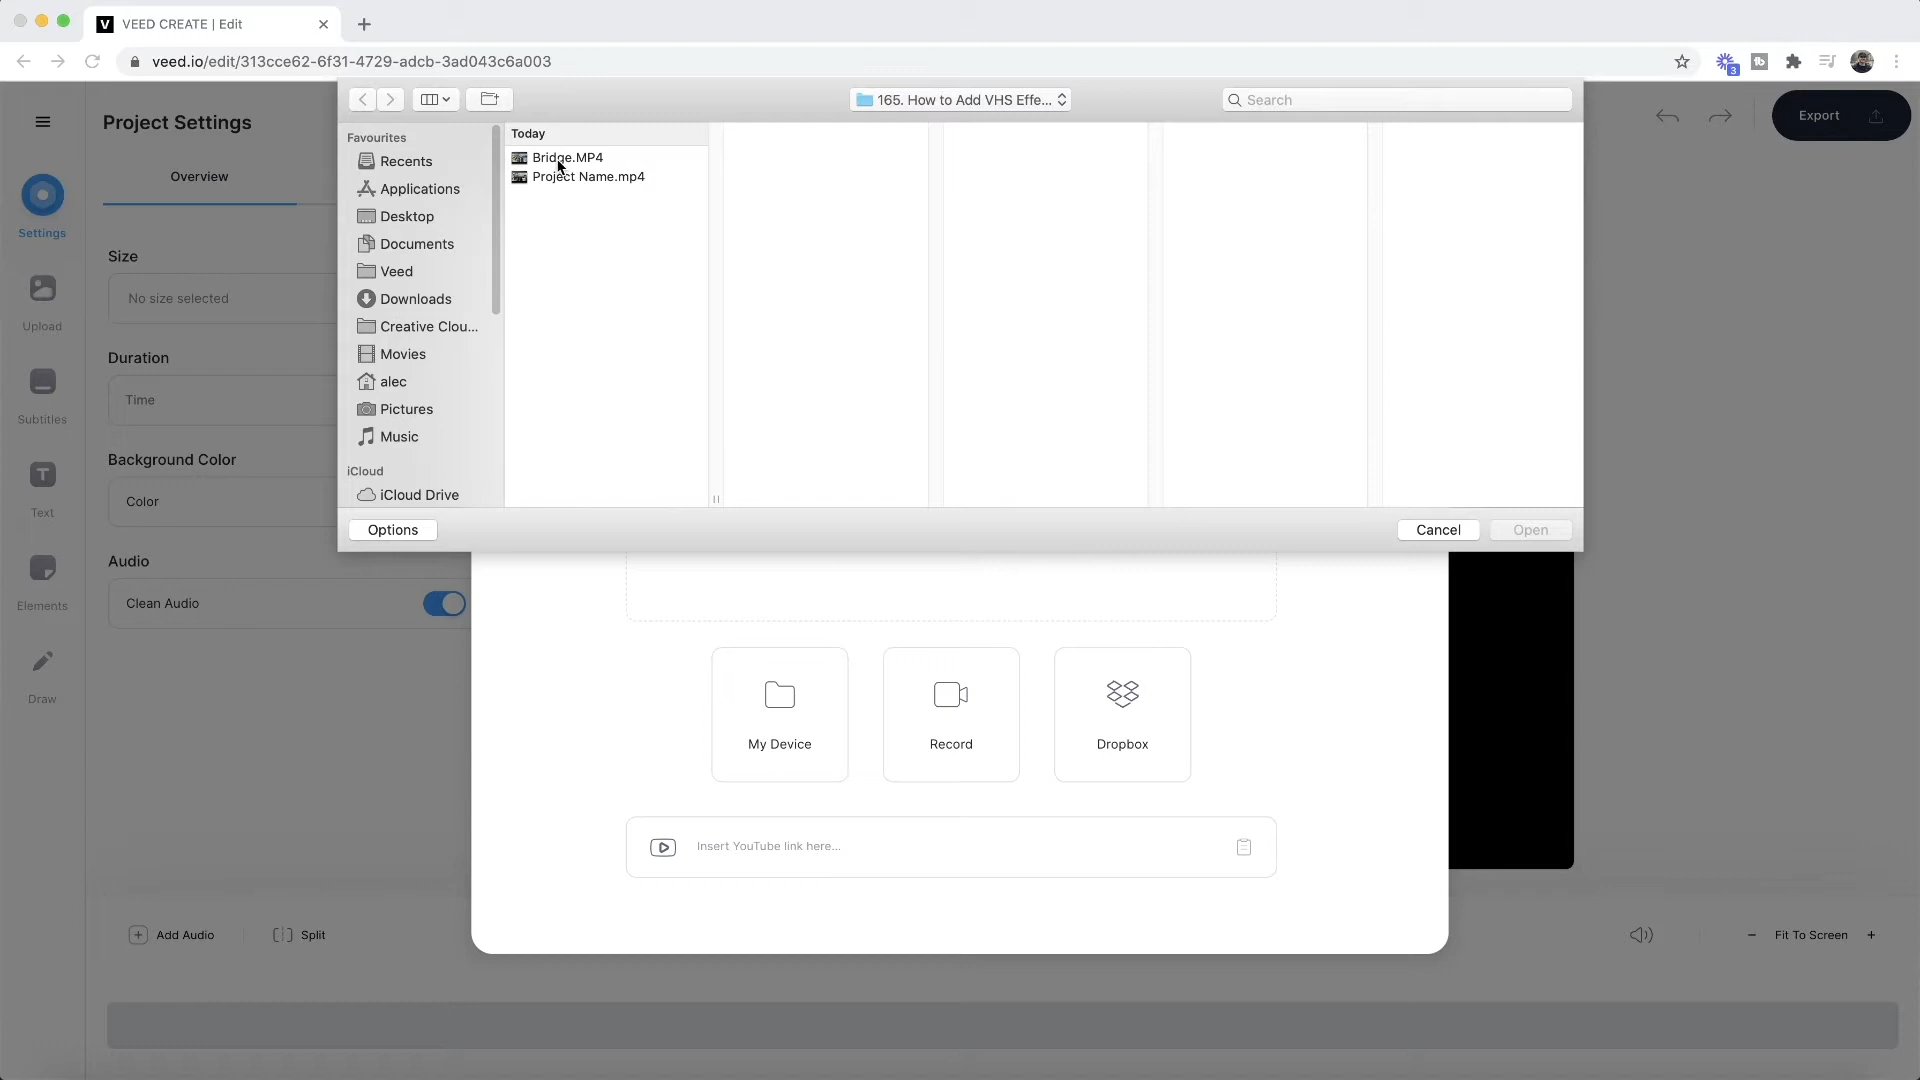 VEED CREATE | Edit
veed.io/edit/313cce62-6f31-4729-adcb-3ad043c6a003
3
tb
165. How to Add VHS Effe...
Search
Project Settings
Export
Favourites
Today
Recents
Bridge.MP4
Overview
Applications
Project Name.mp4
Settings
Desktop
Size
Documents
No size selected
Veed
Upload
Downloads
Creative Clou...
Duration
Movies
Time
alec
Subtitles
Pictures
Background Color
Music
iCloud
Color
iCloud Drive
Text
Options
Cancel
Open
Audio
Clean Audio
Elements
Draw
My Device
Record
Dropbox
Insert YouTube link here...
Add Audio
Split
Fit To Screen